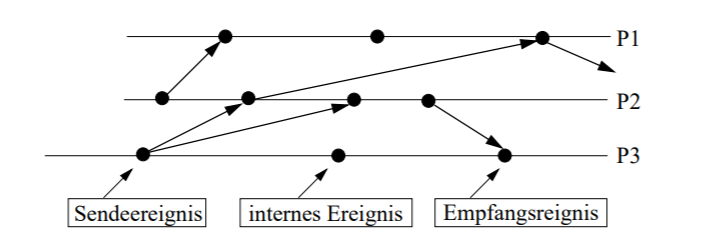 P1
P2
P3
Sendeereignis
internes Ereignis
Empfangsreignis